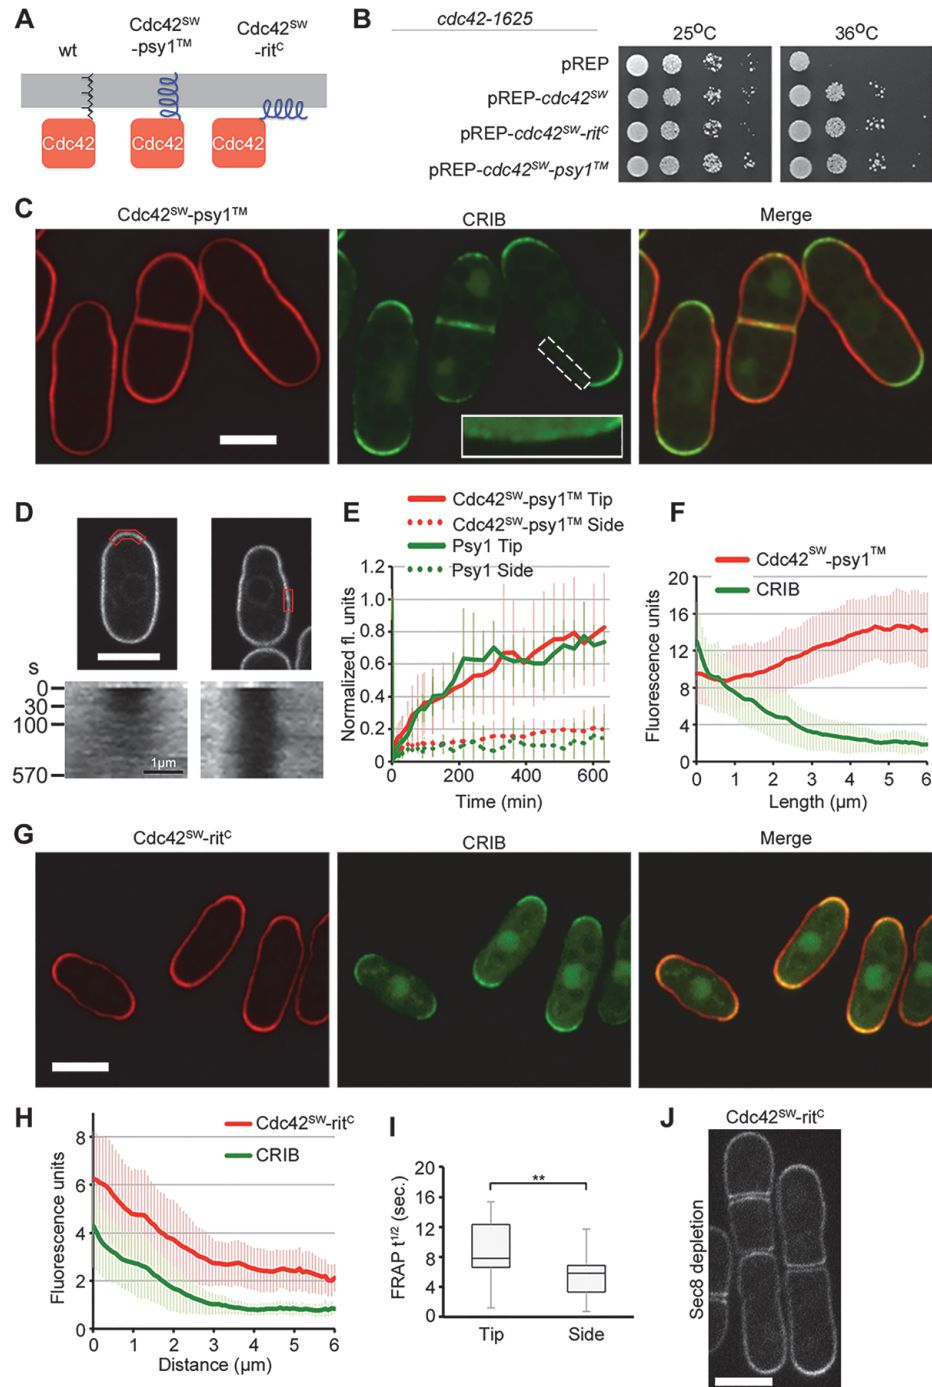 A
wt
Cdc42ˢᵂ
-psy1ᵀᴹ
Cdc42ˢᵂ
-ritᶜ
Cdc42
Cdc42
Cdc42
B
cdc42-1625
25°C
36°C
pREP
pREP-cdc42ˢᵂ
pREP-cdc42ˢᵂ-ritᶜ
pREP-cdc42ˢᵂ-psy1ᵀᴹ
C
Cdc42ˢᵂ-psy1ᵀᴹ
CRIB
Merge
D
s
0
30
100
570
1µm
E
Cdc42ˢᵂ-psy1ᵀᴹ Tip
Cdc42ˢᵂ-psy1ᵀᴹ Side
Psy1 Tip
Psy1 Side
Normalized fl. units
1.2
1.0
0.8
0.6
0.4
0.2
0
0 200 400 600
Time (min)
F
Cdc42ˢᵂ-psy1ᵀᴹ
CRIB
Fluorescence units
20
16
12
8
4
0
0 1 2 3 4 5 6
Length (µm)
G
Cdc42ˢᵂ-ritᶜ
CRIB
Merge
H
Cdc42ˢᵂ-ritᶜ
CRIB
Fluorescence units
8
6
4
2
0
0 1 2 3 4 5 6
Distance (µm)
I
**
FRAP t¹/² (sec.)
20
16
12
8
4
0
Tip Side
J
Cdc42ˢᵂ-ritᶜ
Sec8 depletion